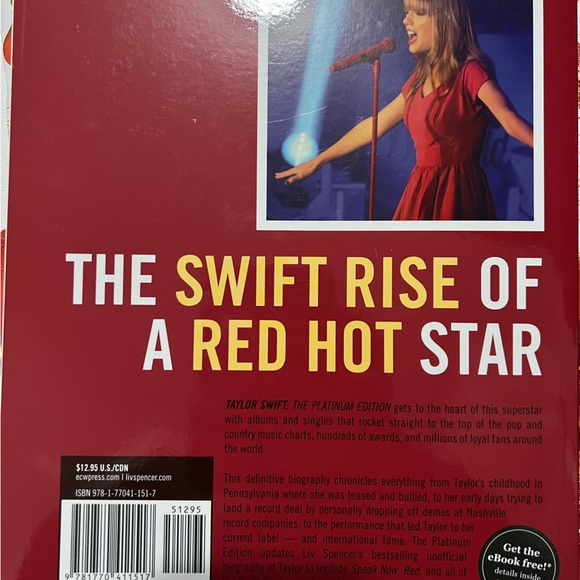 THE SWIFT RISE OF
A RED HOT STAR
TAYLOR SWIFT: THE PLATINUM EDITION gets to the heart of this superstar
with albums and singles that rocket straight to the top of the pop and
country music charts, hundreds of awards, and millions of loyal fans around
the world.
This definitive biography chronicles everything from Taylor's childhood in
Pennsylvania where she was teased and bullied, to her early days trying to
land a record deal by personally dropping off demos at Nashville
record companies, to the performance that led Taylor to her
current label — and international fame. The Platinum
Edition updates Liv Spencer's bestselling unofficial
biography of Taylor to include Speak Now, Red, and all of
$12.95 U.S./CDN
ecwpress.com | livspencer.com
ISBN 978-1-77041-151-7
51295
9 781770 411517
Get the
eBook free!*
details inside